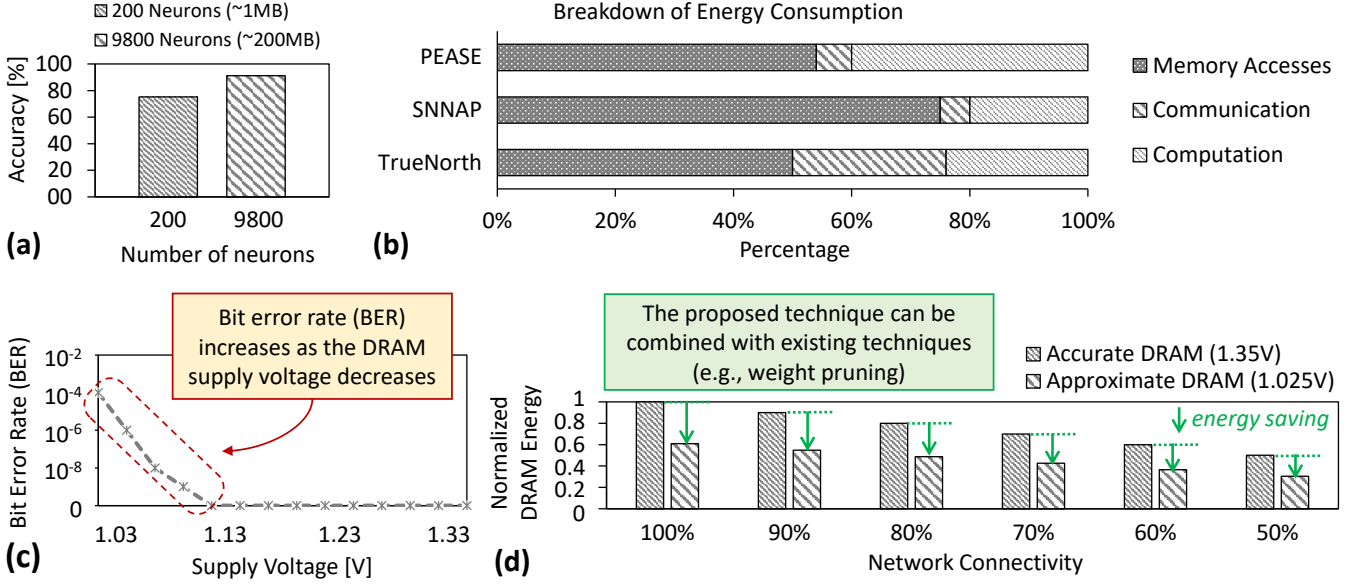 200 Neurons (~1MB)
9800 Neurons (~200MB)
Accuracy [%]
100
80
60
40
20
00
200
9800
Number of neurons
(a)
Breakdown of Energy Consumption
PEASE
SNNAP
TrueNorth
0%
20%
40%
60%
80%
100%
Percentage
Memory Accesses
Communication
Computation
(b)
Bit error rate (BER)
increases as the DRAM
supply voltage decreases
Bit Error Rate (BER)
10-2
10-4
10-6
10-8
0
1.03
1.13
1.23
1.33
Supply Voltage [V]
(c)
The proposed technique can be
combined with existing techniques
(e.g., weight pruning)
Accurate DRAM (1.35V)
Approximate DRAM (1.025V)
energy saving
Normalized
DRAM Energy
1
0.8
0.6
0.4
0.2
0
100%
90%
80%
70%
60%
50%
Network Connectivity
(d)